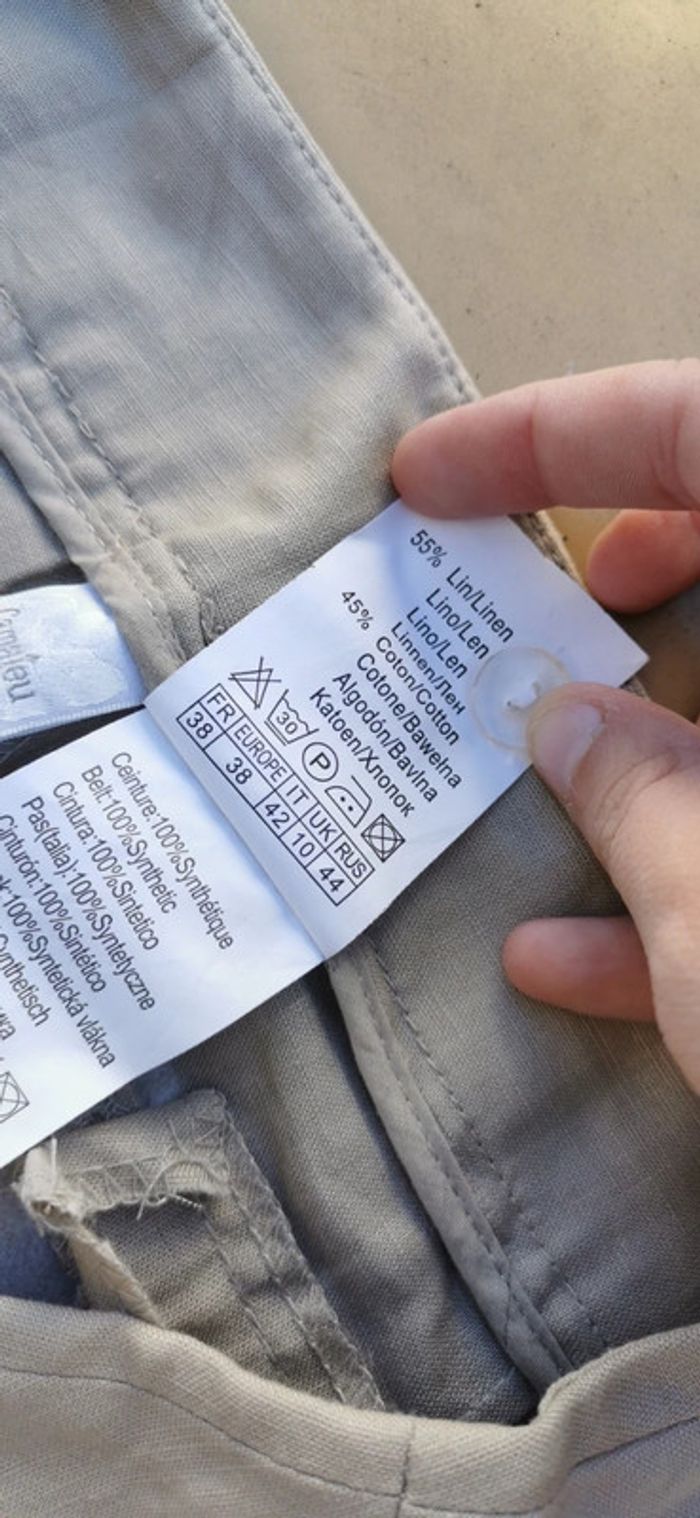 Camaïeu
55% Lin/Linen
Lino/Len
Lino/Len
Linnen/Лен
45% Coton/Cotton
Cotone/Bawełna
Algodón/Bavlna
Katoen/Хлопок
30 P
FR EUROPE IT UK RUS
38 38 42 10 44
Ceinture:100%Synthétique
Belt:100%Synthetic
Cintura:100%Sintetico
Pas(talia):100%Syntetyczne
Cinturón:100%Sintético
:100%Syntetická vlákna
Synthetisch